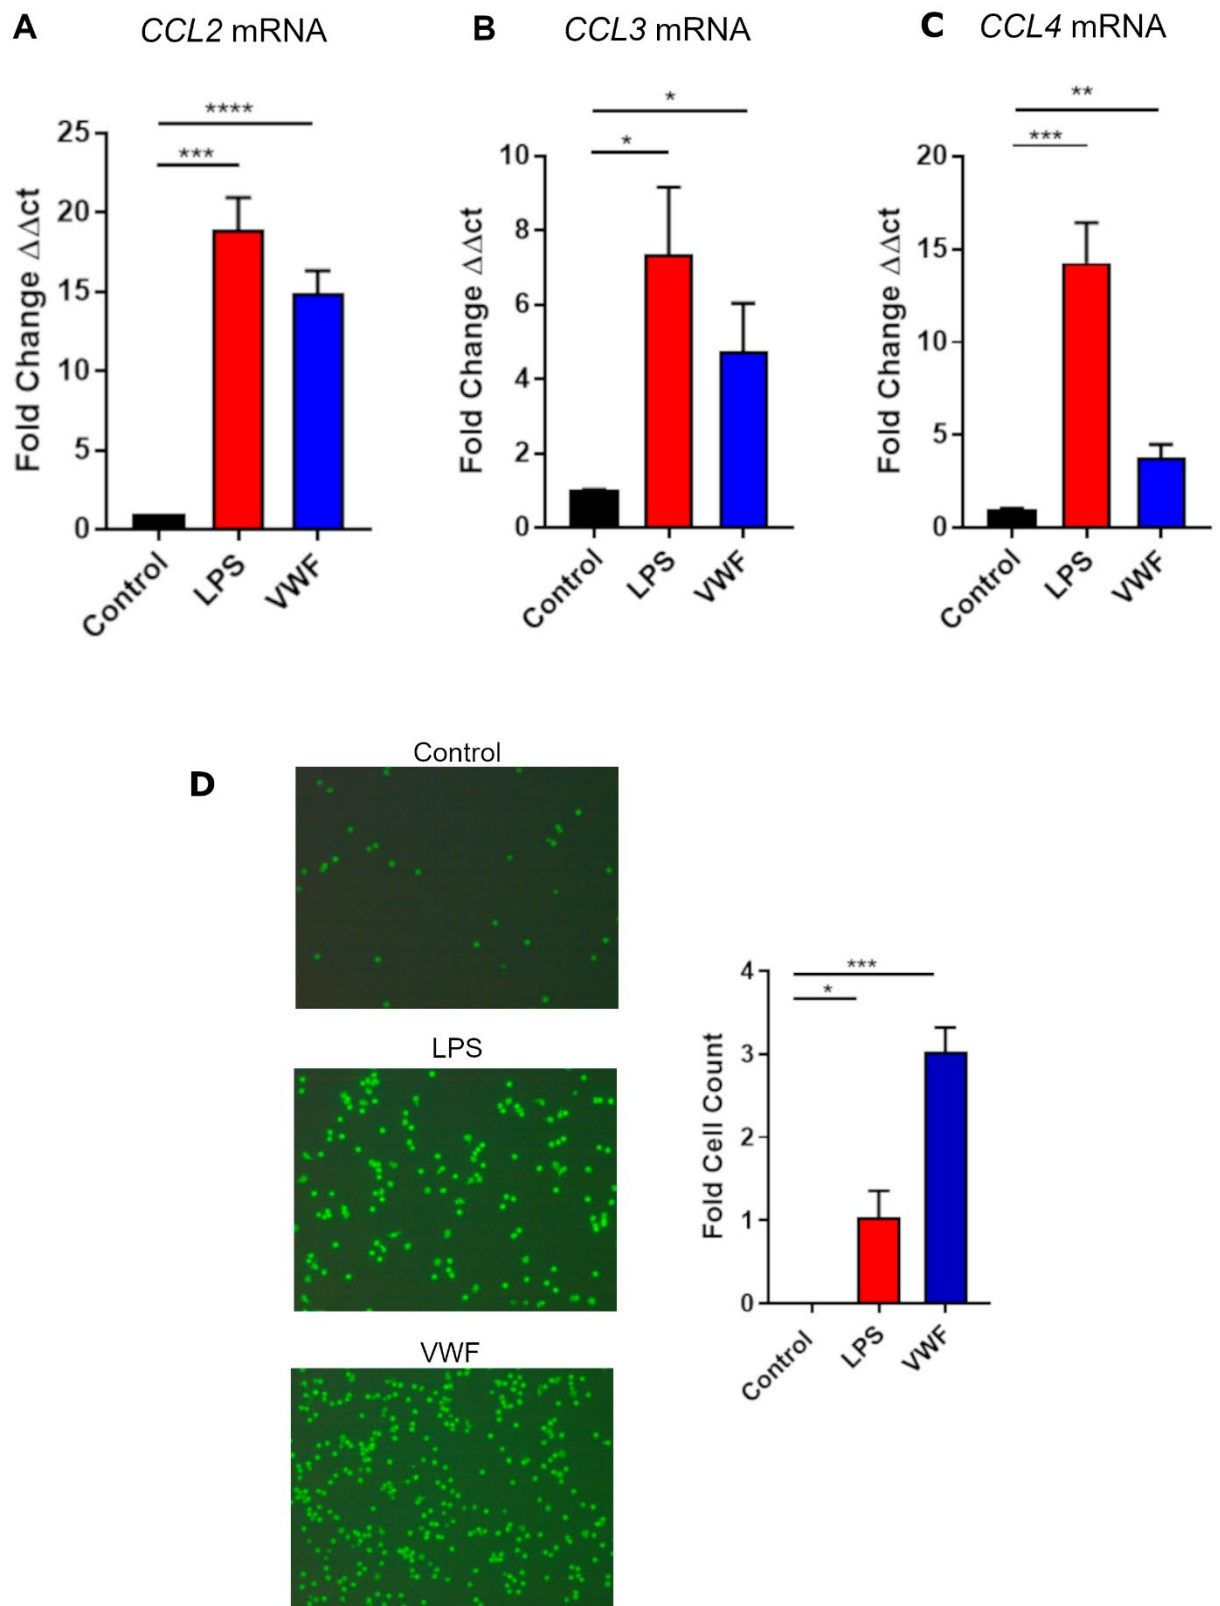 A CCL2 mRNA
****
***
25
20
15
10
5
0
Fold Change ΔΔct
Control
LPS
VWF
B CCL3 mRNA
*
*
10
8
6
4
2
0
Fold Change ΔΔct
Control
LPS
VWF
C CCL4 mRNA
**
***
20
15
10
5
0
Fold Change ΔΔct
Control
LPS
VWF
D
Control
LPS
VWF
***
*
4
3
2
1
0
Fold Cell Count
Control
LPS
VWF